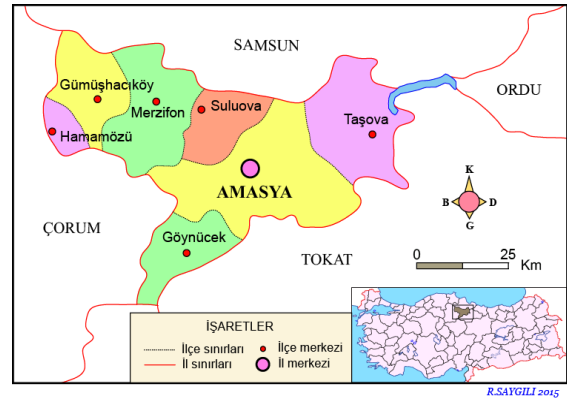 SAMSUN
ORDU
Gümüşhacıköy
Merzifon
Suluova
Taşova
Hamamözü
AMASYA
K
B D
G
ÇORUM
Göynücek
TOKAT
0 25
Km
İŞARETLER
İlçe sınırları
İlçe merkezi
İl sınırları
İl merkezi
R.SAYGILI 2015